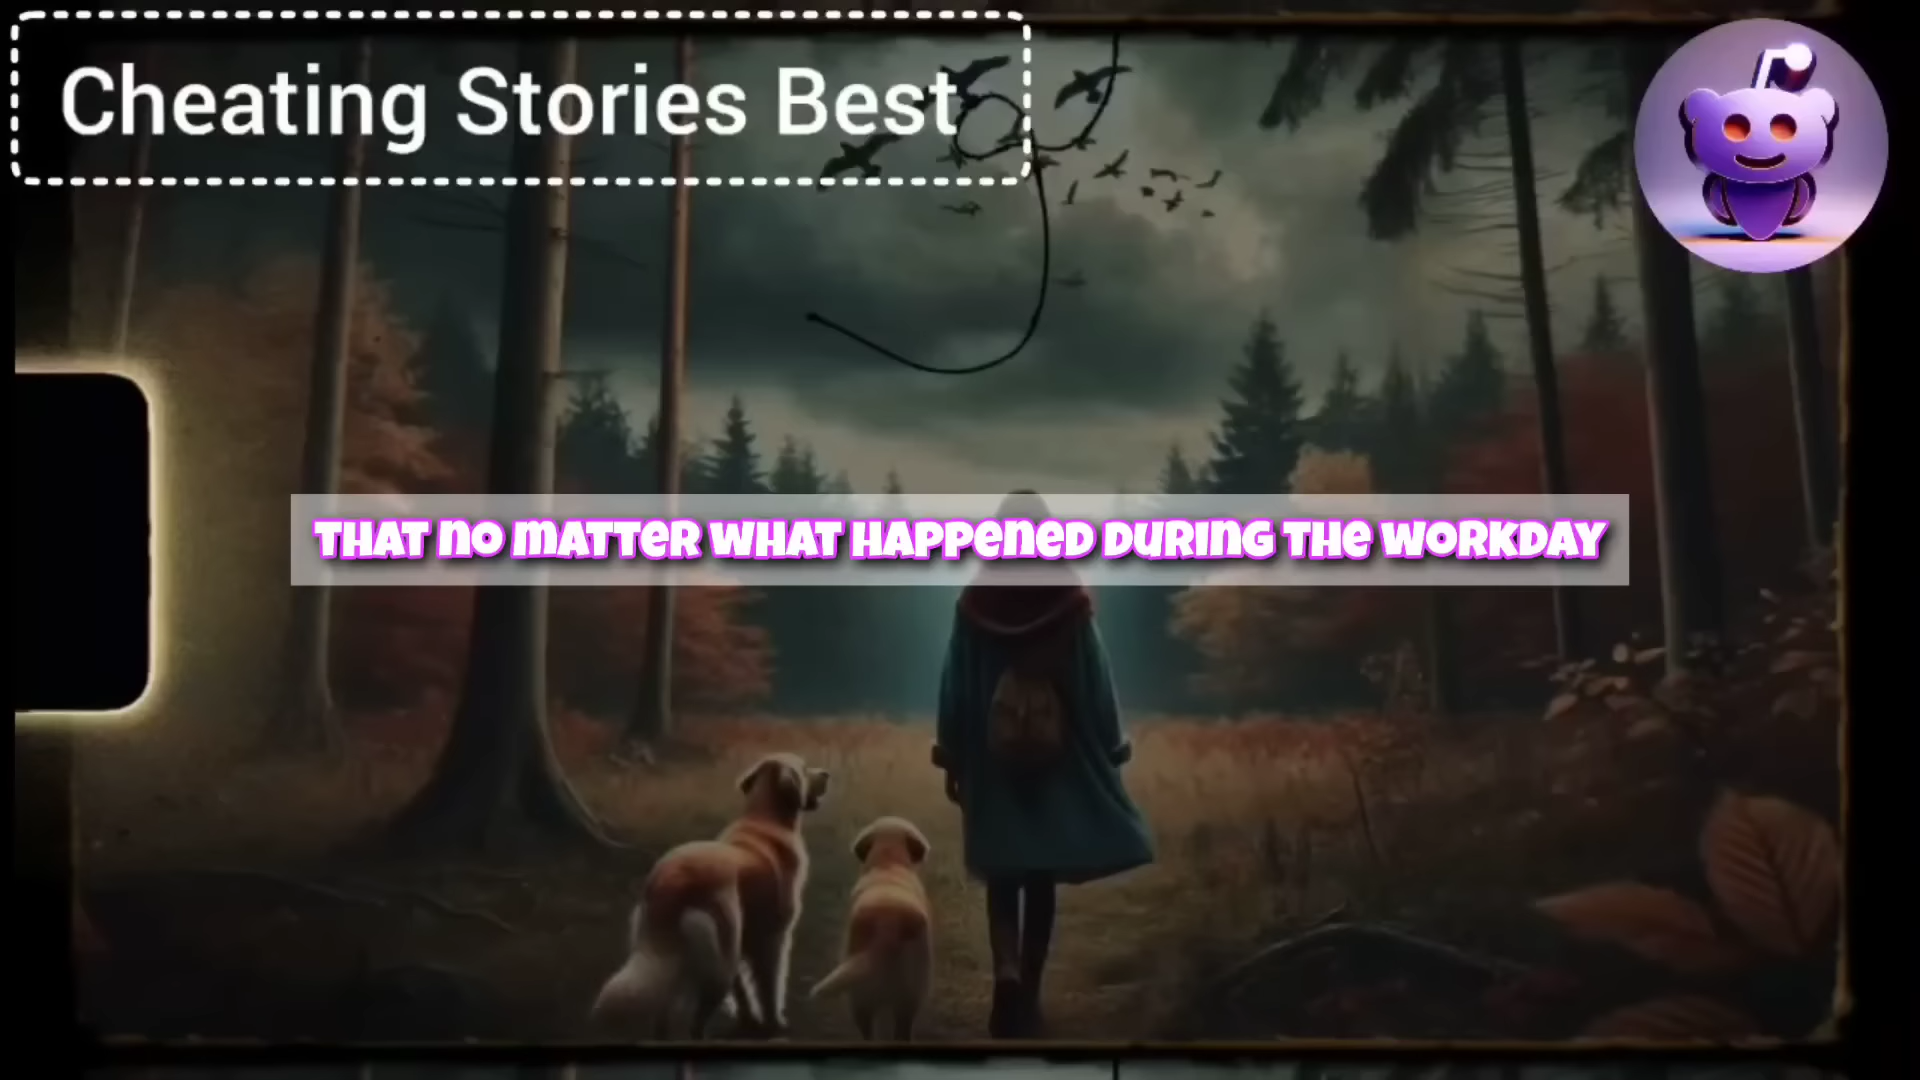 Cheating Stories Best
THAT NO MATTER WHAT HAPPENED DURING THE WORKDAY